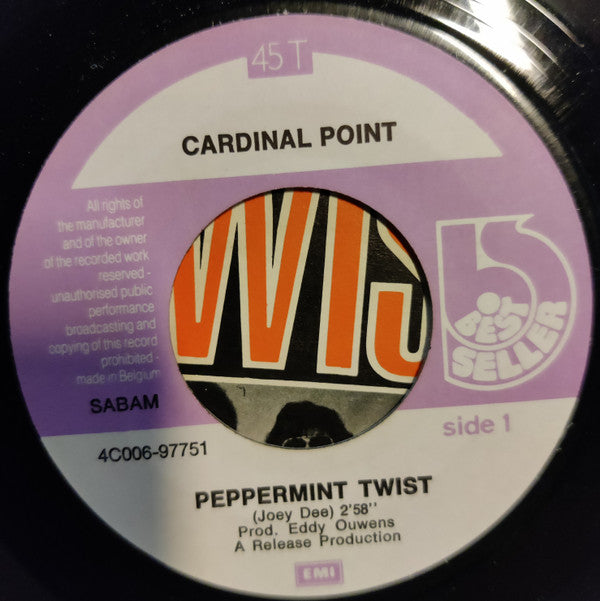 45 T
CARDINAL POINT
All rights of
the manufacturer
and of the owner
of the recorded work
reserved -
unauthorised public
performance
broadcasting and
copying of this record
prohibited -
made in Belgium
SABAM
4C006-97751
WIS
BEST
SELLER
side 1
PEPPERMINT TWIST
(Joey Dee) 2'58''
Prod. Eddy Ouwens
A Release Production
EMI